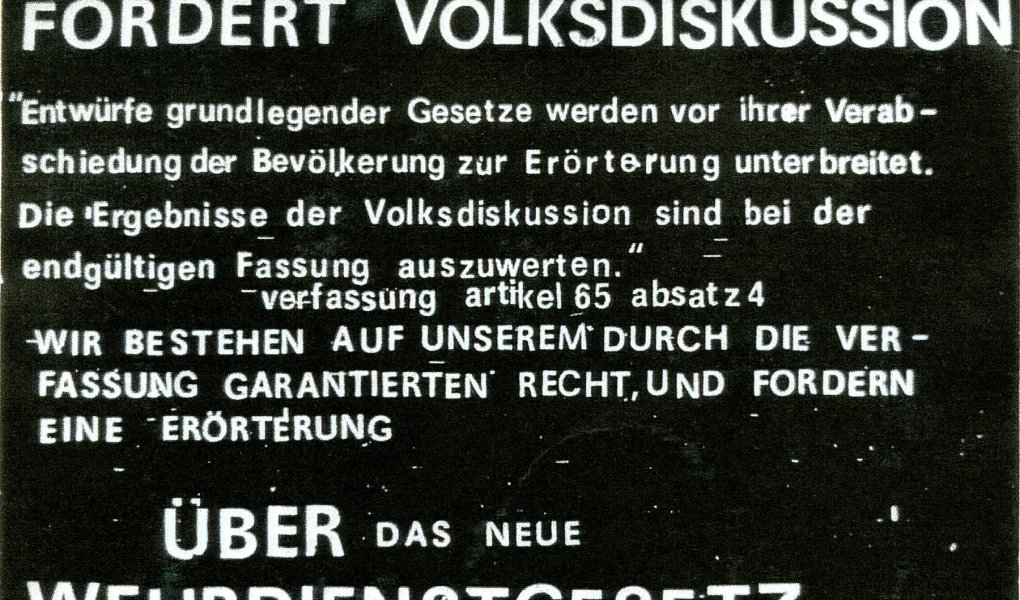 FORDERT VOLKSDISKUSSION
"Entwürfe grundlegender Gesetze werden vor ihrer Verab-
schiedung der Bevölkerung zur Erörterung unterbreitet.
Die Ergebnisse der Volksdiskussion sind bei der
endgültigen Fassung auszuwerten."
verfassung artikel 65 absatz 4
WIR BESTEHEN AUF UNSEREM DURCH DIE VER-
FASSUNG GARANTIERTEN RECHT, UND FORDERN
EINE ERÖRTERUNG
ÜBER DAS NEUE
WEHRDIENSTGESETZ